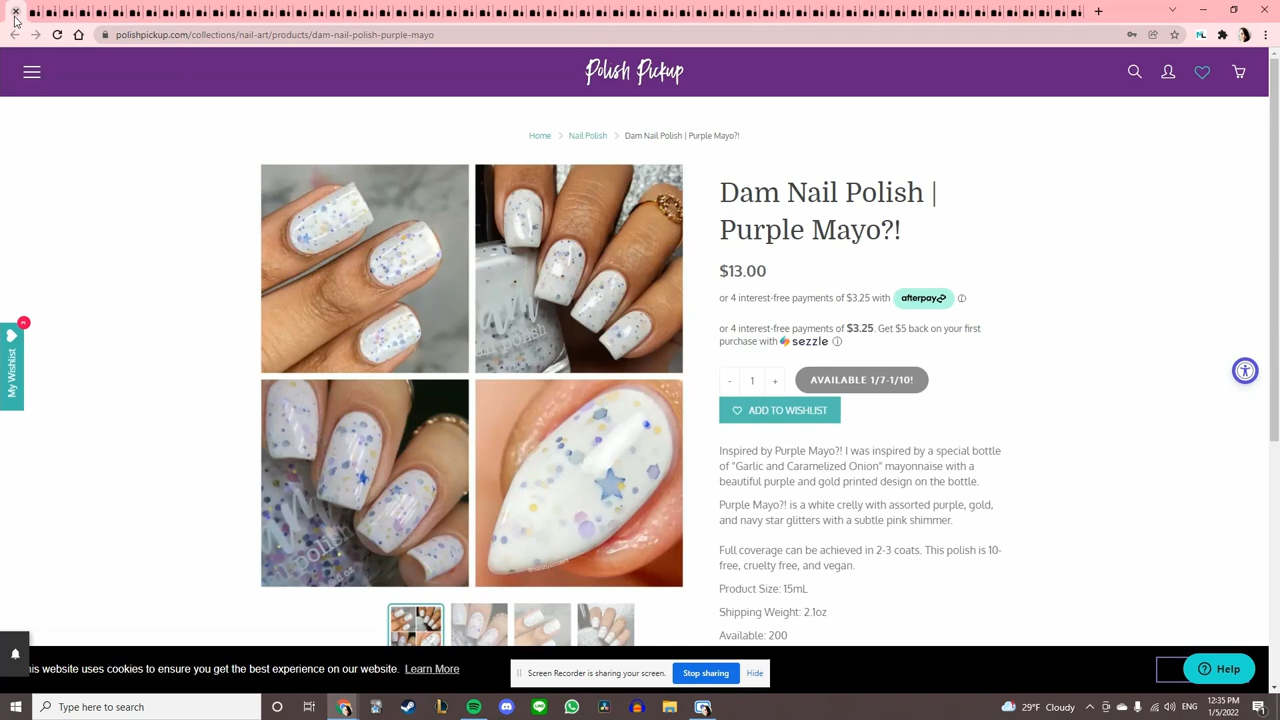 polishpickup.com/collections/nail-art/products/dam-nail-polish-purple-mayo
Polish Pickup
Home > Nail Polish > Dam Nail Polish | Purple Mayo?!
Dam Nail Polish |
Purple Mayo?!
$13.00
or 4 interest-free payments of $3.25 with afterpay
or 4 interest-free payments of $3.25. Get $5 back on your first
purchase with sezzle
- 1 + AVAILABLE 1/7-1/10!
ADD TO WISHLIST
Inspired by Purple Mayo?! I was inspired by a special bottle
of "Garlic and Caramelized Onion" mayonnaise with a
beautiful purple and gold printed design on the bottle.
Purple Mayo?! is a white crelly with assorted purple, gold,
and navy star glitters with a subtle pink shimmer.
Full coverage can be achieved in 2-3 coats. This polish is 10-
free, cruelty free, and vegan.
Product Size: 15mL
Shipping Weight: 2.1oz
Available: 200
My Wishlist
polish
his website uses cookies to ensure you get the best experience on our website. Learn More
Screen Recorder is sharing your screen. Stop sharing Hide
Help
Type here to search
29°F Cloudy
12:35 PM
1/5/2022